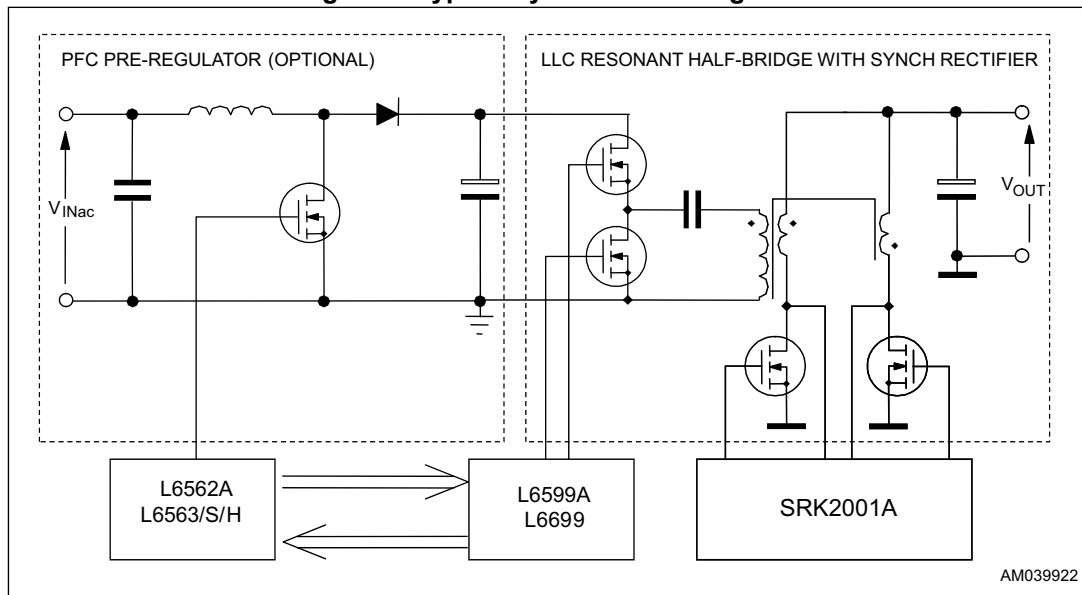 PFC PRE-REGULATOR (OPTIONAL)
LLC RESONANT HALF-BRIDGE WITH SYNCH RECTIFIER
VINac
VOUT
L6562A
L6563/S/H
L6599A
L6699
SRK2001A
AM039922